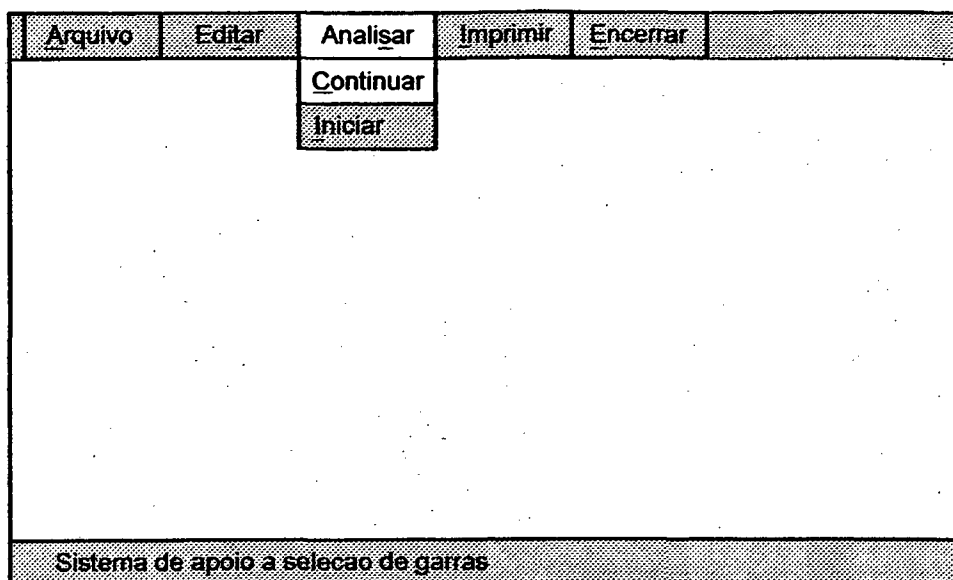 Arquivo Editar Analisar Imprimir Encerrar
Continuar
Iniciar
Sistema de apoio a selecao de garras